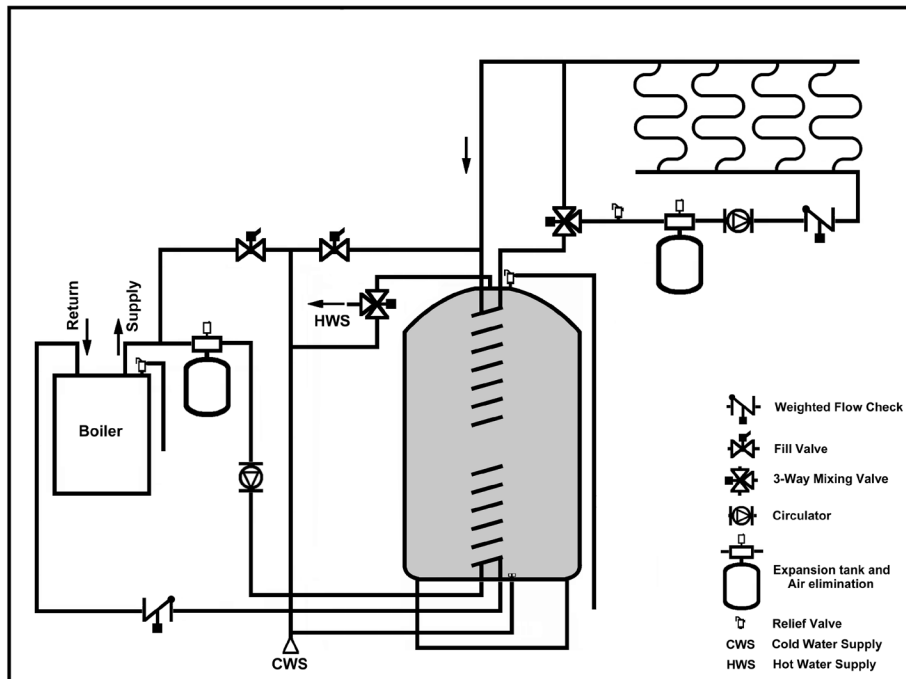 Return
Supply
HWS
Boiler
CWS
Weighted Flow Check
Fill Valve
3-Way Mixing Valve
Circulator
Expansion tank and
Air elimination
Relief Valve
CWS Cold Water Supply
HWS Hot Water Supply